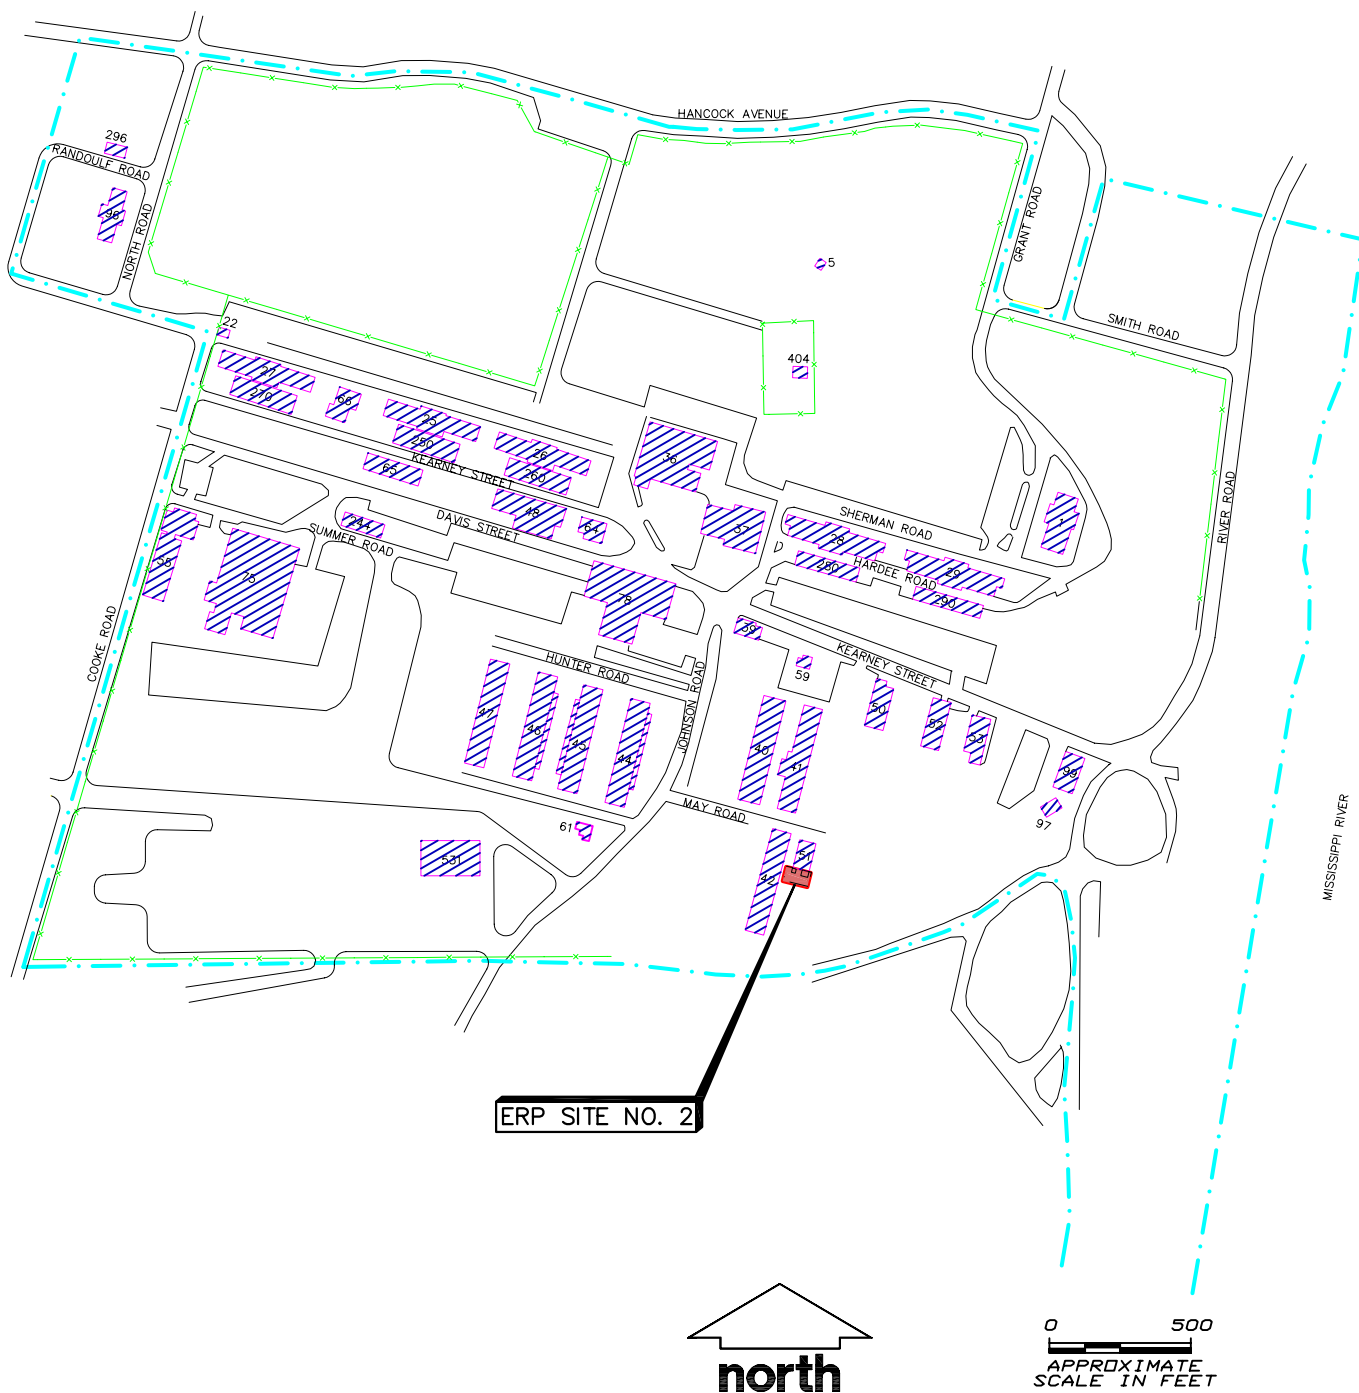 HANCOCK AVENUE
296
RANDOULF ROAD
96
NORTH ROAD
GRANT ROAD
5
SMITH ROAD
22
404
27
270
66
25
250
26
260
KEARNEY STREET
65
36
48
64
37
DAVIS STREET
244
SUMMER ROAD
SHERMAN ROAD
1
RIVER ROAD
28
280
HARDEE ROAD
29
290
75
78
39
COOKE ROAD
HUNTER ROAD
JOHNSON ROAD
KEARNEY STREET
59
47
46
45
44
40
41
50
52
53
99
97
MAY ROAD
61
531
51
42
MISSISSIPPI RIVER
ERP SITE NO. 2
north
0 500
APPROXIMATE
SCALE IN FEET